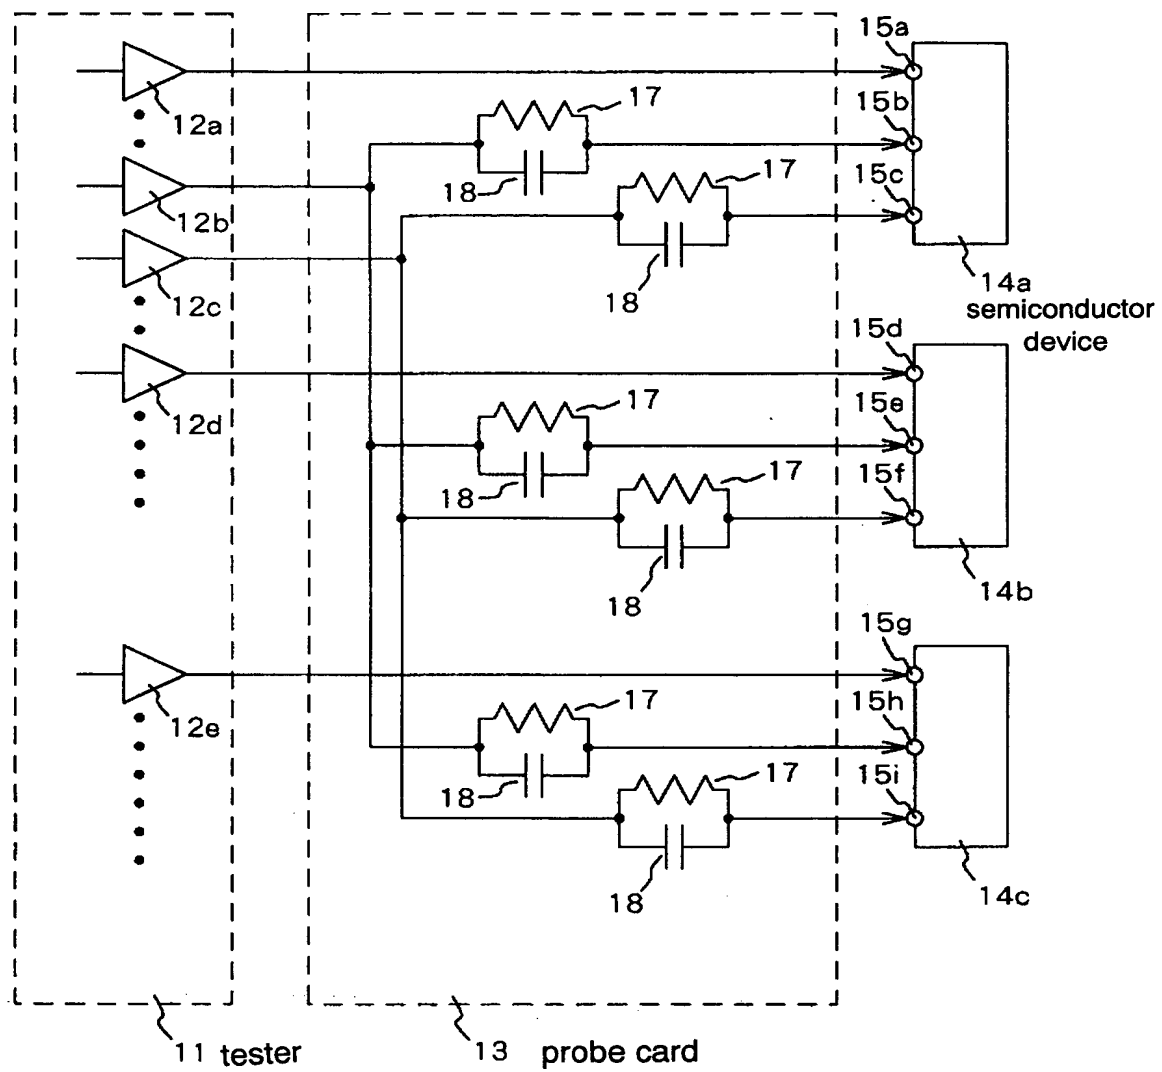 15a
17
12a
15b
18
17
15c
12b
18
12c
14a
semiconductor
device
15d
17
12d
15e
18
17
15f
18
14b
15g
17
12e
15h
18
17
15i
18
14c
11 tester
13 probe card